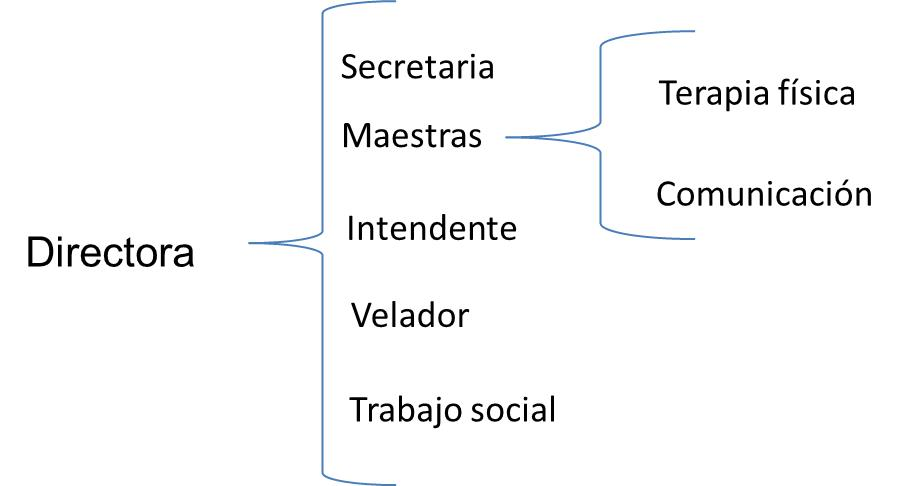 Directora
Secretaria
Maestras
Intendente
Velador
Trabajo social
Terapia física
Comunicación